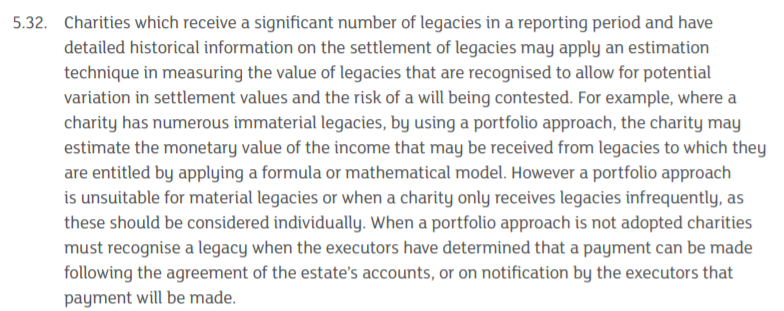 5.32. Charities which receive a significant number of legacies in a reporting period and have
detailed historical information on the settlement of legacies may apply an estimation
technique in measuring the value of legacies that are recognised to allow for potential
variation in settlement values and the risk of a will being contested. For example, where a
charity has numerous immaterial legacies, by using a portfolio approach, the charity may
estimate the monetary value of the income that may be received from legacies to which they
are entitled by applying a formula or mathematical model. However a portfolio approach
is unsuitable for material legacies or when a charity only receives legacies infrequently, as
these should be considered individually. When a portfolio approach is not adopted charities
must recognise a legacy when the executors have determined that a payment can be made
following the agreement of the estate’s accounts, or on notification by the executors that
payment will be made.